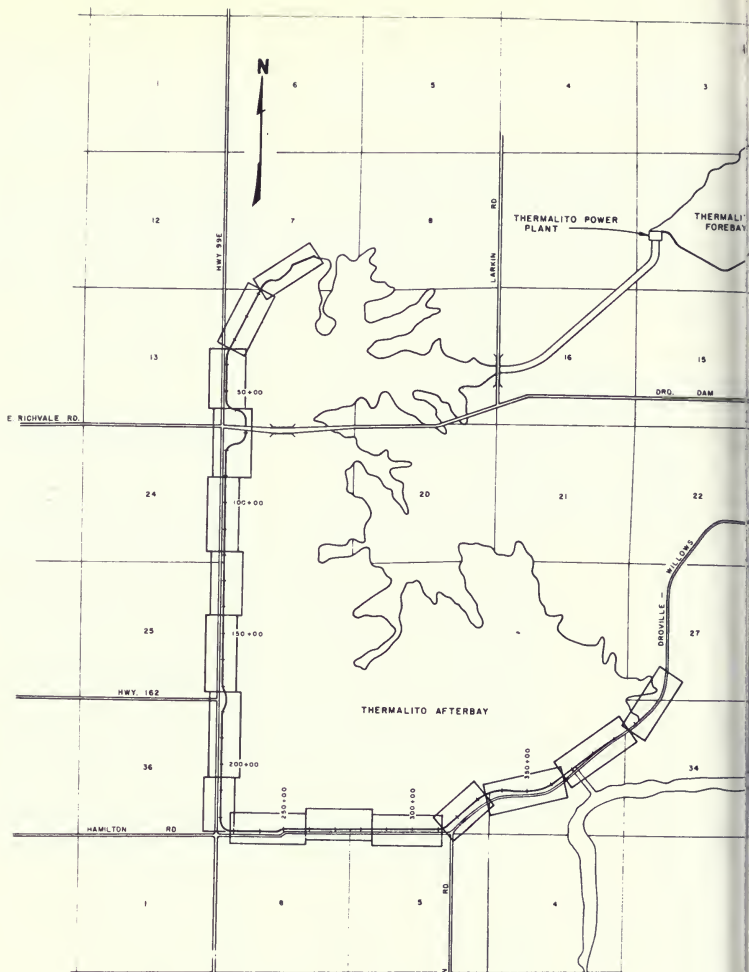 N
1
6
5
4
3
12
7
8
HWY 99E
LARKIN
RD
THERMALITO POWER
PLANT
THERMALI
FOREBAY
13
16
15
50+00
ORO. DAM
E RICHVALE RD.
24
20
21
22
100+00
OROVILLE - WILLOWS
25
150+00
27
HWY. 162
THERMALITO AFTERBAY
36
200+00
34
250+00
300+00
350+00
HAMILTON RD
1
6
5
4
RD
N